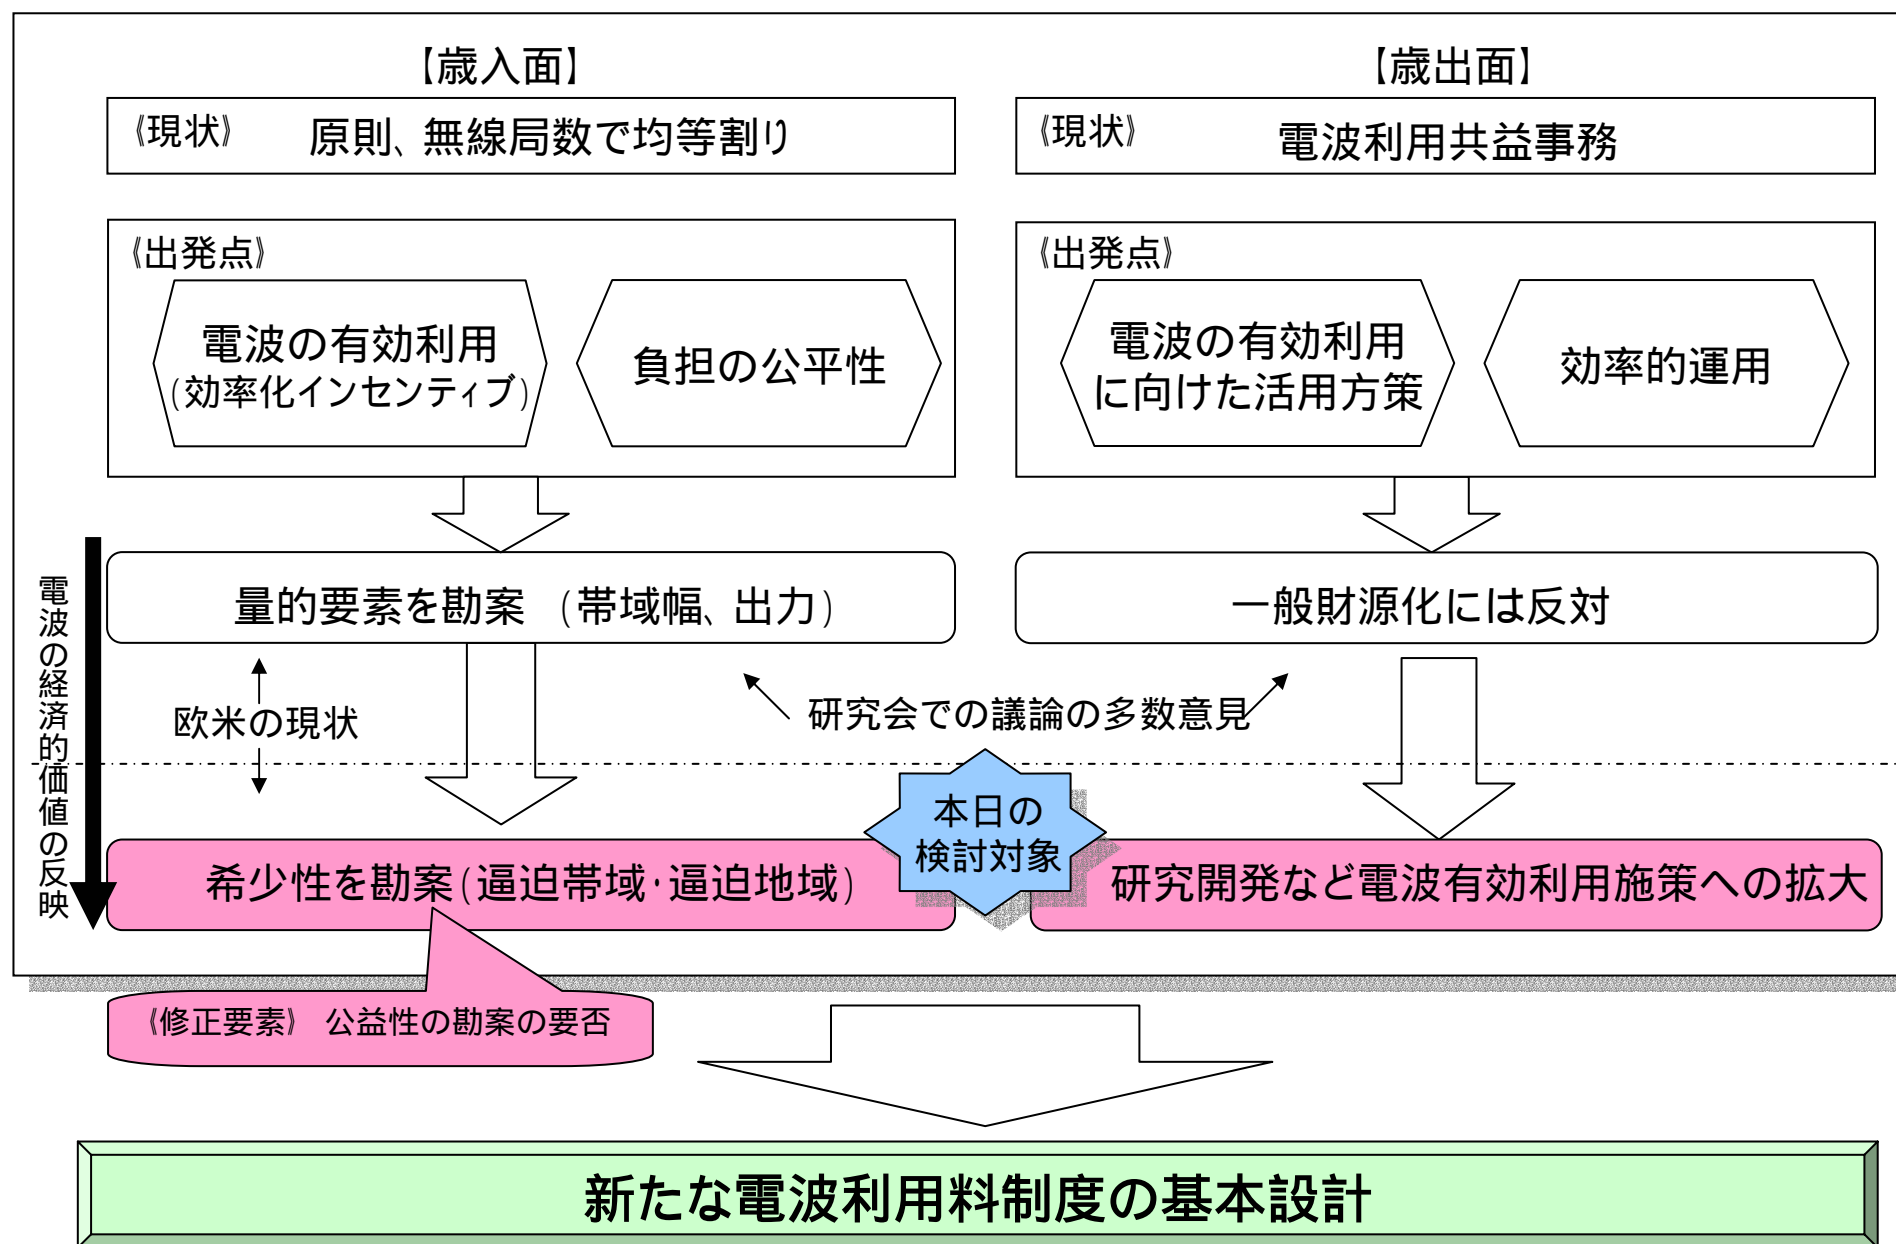 【歳入面】
《現状》 原則、無線局数で均等割り
《出発点》
電波の有効利用
(効率化インセンティブ)
負担の公平性
量的要素を勘案 (帯域幅、出力)
欧米の現状
電波の経済的価値の反映
希少性を勘案(逼迫帯域・逼迫地域)
《修正要素》 公益性の勘案の要否
【歳出面】
《現状》 電波利用共益事務
《出発点》
電波の有効利用
に向けた活用方策
効率的運用
一般財源化には反対
研究会での議論の多数意見
本日の
検討対象
研究開発など電波有効利用施策への拡大
新たな電波利用料制度の基本設計